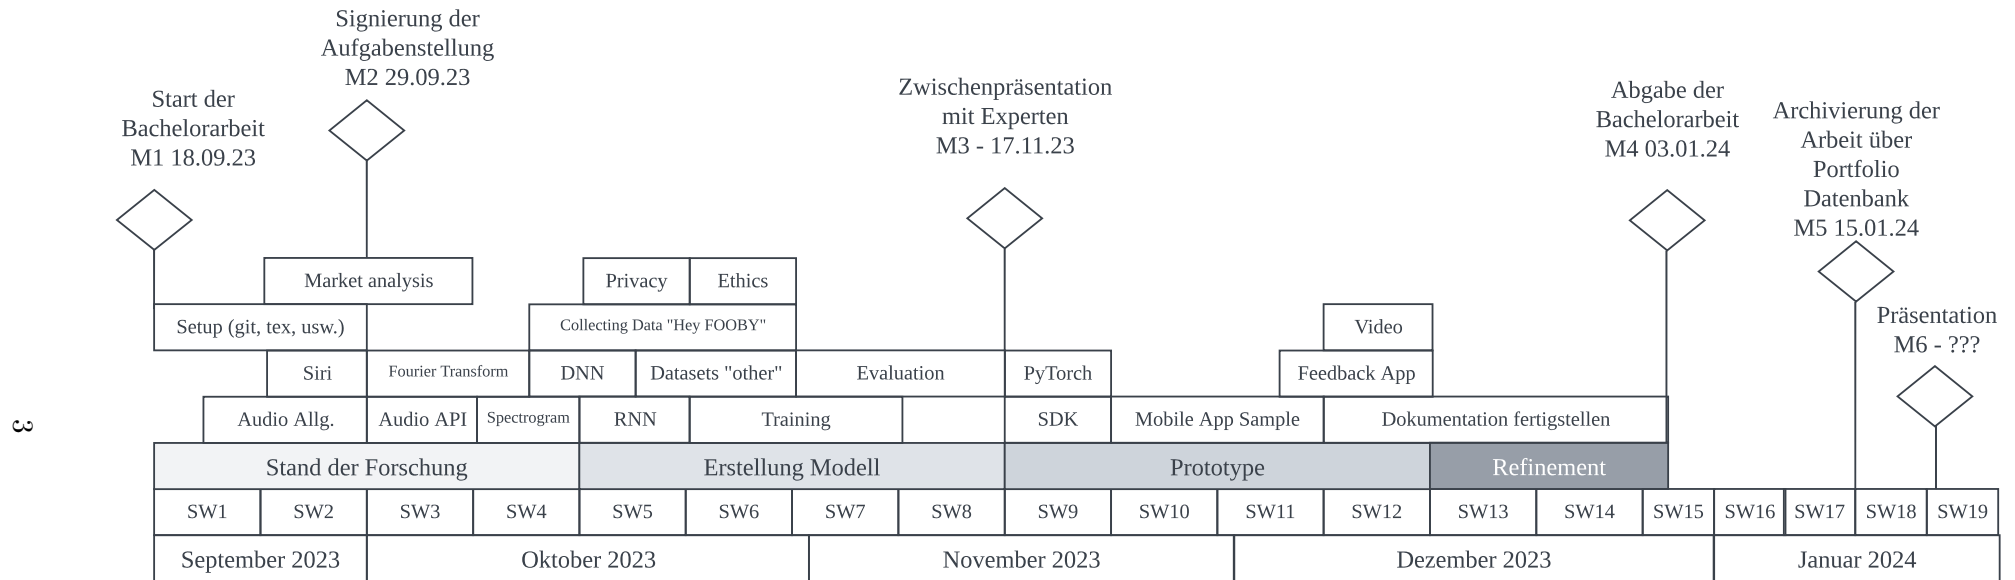 Signierung der
Aufgabenstellung
M2 29.09.23
Start der
Bachelorarbeit
M1 18.09.23
Zwischenpräsentation
mit Experten
M3 - 17.11.23
Abgabe der
Bachelorarbeit
M4 03.01.24
Archivierung der
Arbeit über
Portfolio
Datenbank
M5 15.01.24
Präsentation
M6 - ???
Market analysis
Privacy
Ethics
Setup (git, tex, usw.)
Collecting Data "Hey FOOBY"
Video
Siri
Fourier Transform
DNN
Datasets "other"
Evaluation
PyTorch
Feedback App
Audio Allg.
Audio API
Spectrogram
RNN
Training
SDK
Mobile App Sample
Dokumentation fertigstellen
Stand der Forschung
Erstellung Modell
Prototype
Refinement
SW1
SW2
SW3
SW4
SW5
SW6
SW7
SW8
SW9
SW10
SW11
SW12
SW13
SW14
SW15
SW16
SW17
SW18
SW19
September 2023
Oktober 2023
November 2023
Dezember 2023
Januar 2024
3